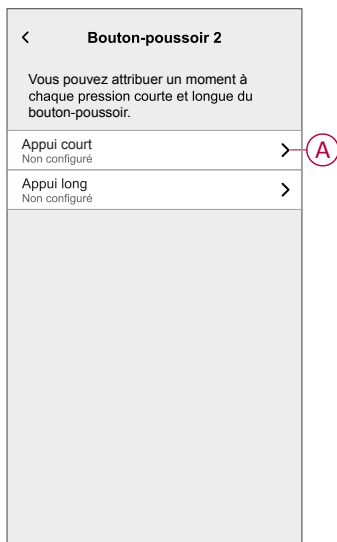 Bouton-poussoir 2
Vous pouvez attribuer un moment à
chaque pression courte et longue du
bouton-poussoir.
Appui court
Non configuré
A
Appui long
Non configuré